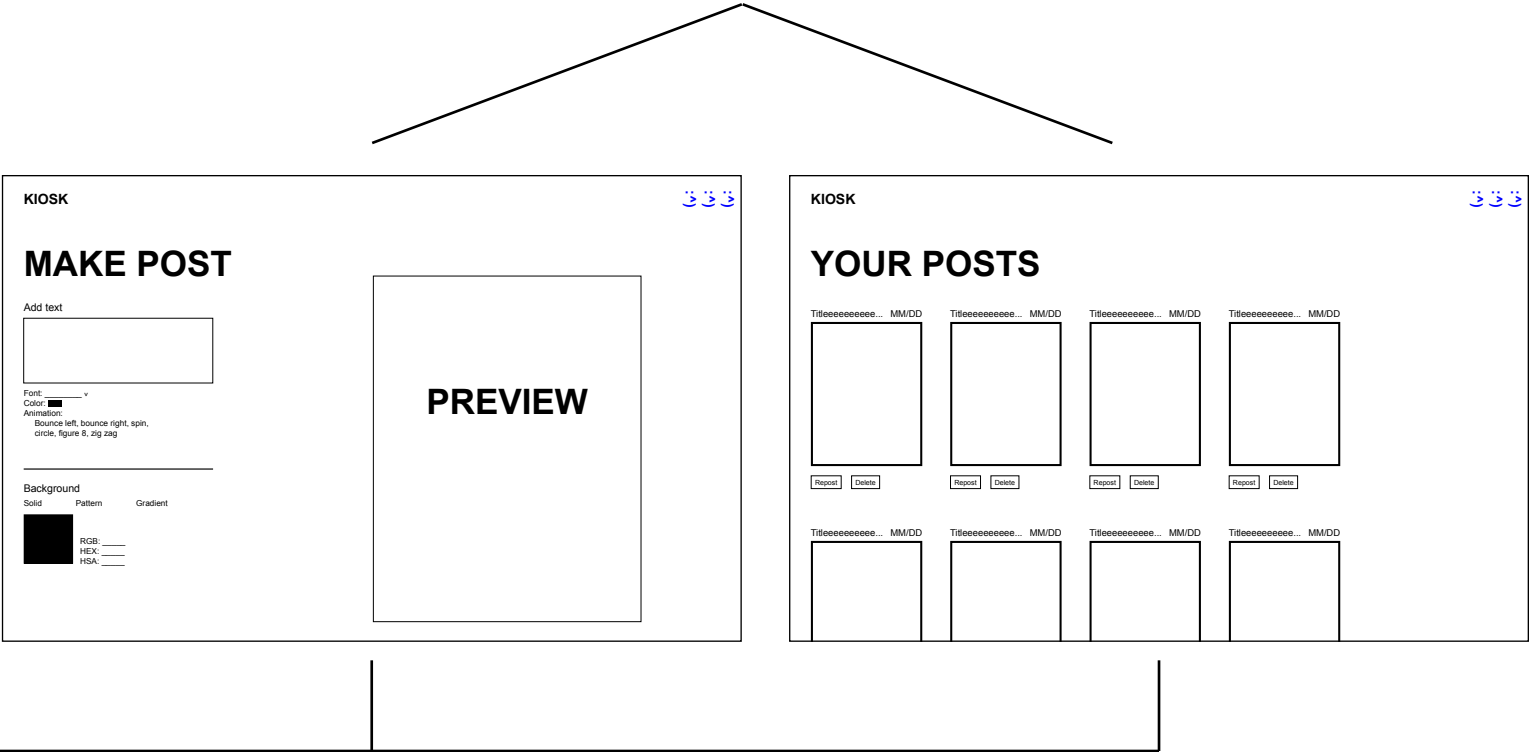 KIOSK
MAKE POST
Add text
Font: ________ v
Color:
Animation:
Bounce left, bounce right, spin,
circle, figure 8, zig zag
Background
Solid Pattern Gradient
RGB: _____
HEX: _____
HSA: _____
PREVIEW
KIOSK
YOUR POSTS
Titleeeeeeeeeee... MM/DD Titleeeeeeeeeee... MM/DD Titleeeeeeeeeee... MM/DD Titleeeeeeeeeee... MM/DD
Repost Delete Repost Delete Repost Delete Repost Delete
Titleeeeeeeeeee... MM/DD Titleeeeeeeeeee... MM/DD Titleeeeeeeeeee... MM/DD Titleeeeeeeeeee... MM/DD